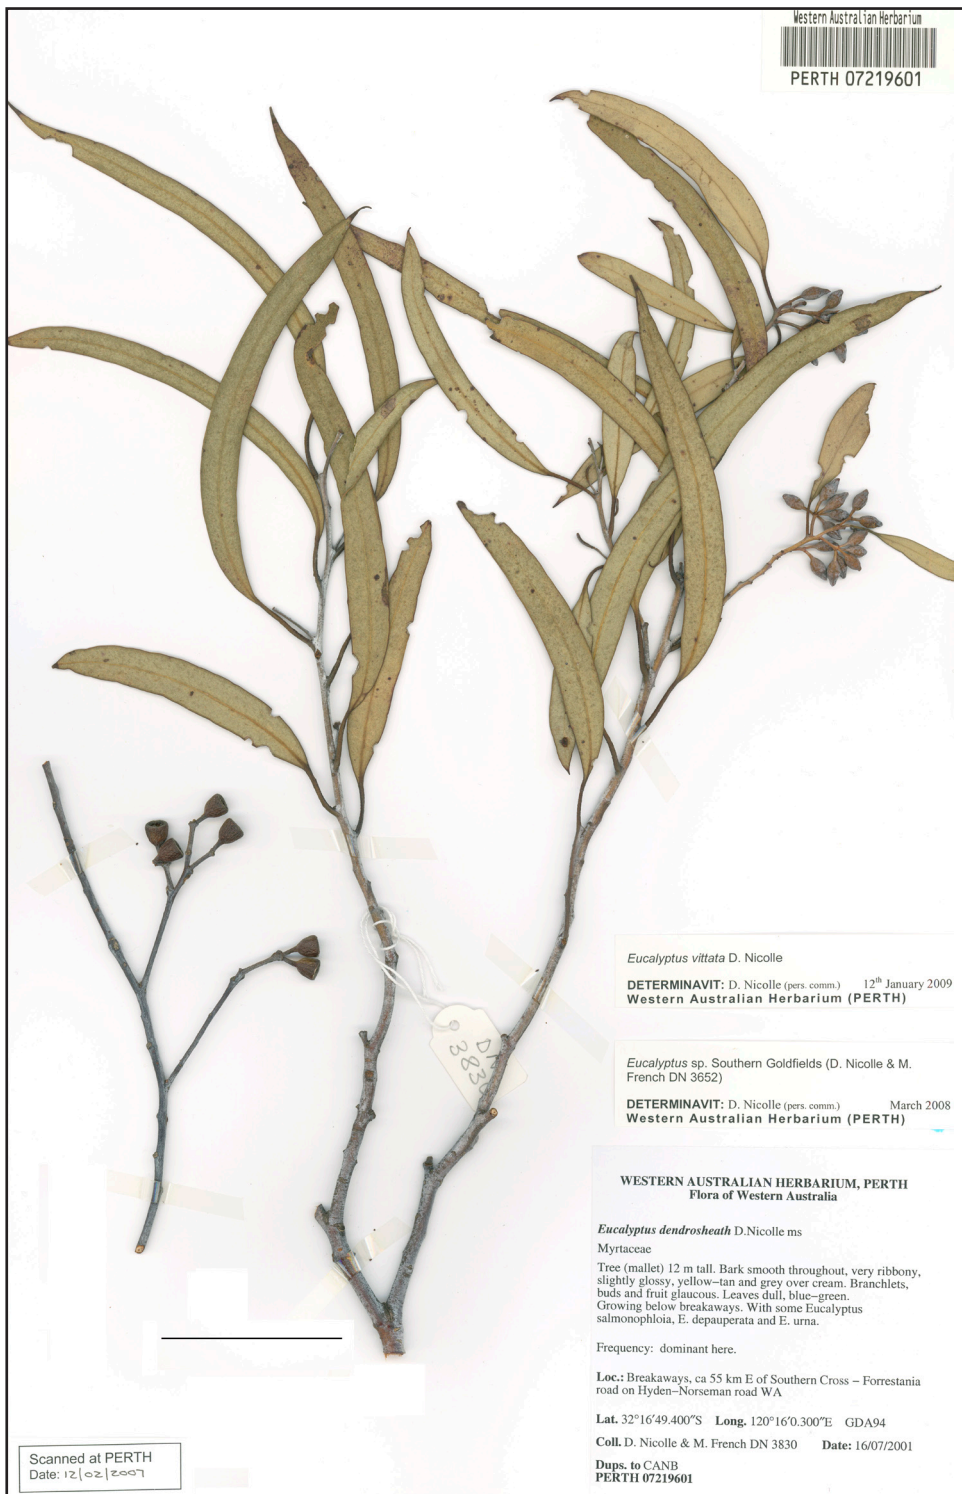 Western Australian Herbarium
PERTH 07219601
DN
3830
Eucalyptus vittata D. Nicolle
DETERMINAVIT: D. Nicolle (pers. comm.) 12th January 2009
Western Australian Herbarium (PERTH)
Eucalyptus sp. Southern Goldfields (D. Nicolle & M.
French DN 3652)
DETERMINAVIT: D. Nicolle (pers. comm.) March 2008
Western Australian Herbarium (PERTH)
WESTERN AUSTRALIAN HERBARIUM, PERTH
Flora of Western Australia
Eucalyptus dendrosheath D.Nicolle ms
Myrtaceae
Tree (mallet) 12 m tall. Bark smooth throughout, very ribbony,
slightly glossy, yellow-tan and grey over cream. Branchlets,
buds and fruit glaucous. Leaves dull, blue-green.
Growing below breakaways. With some Eucalyptus
salmonophloia, E. depauperata and E. urna.
Frequency: dominant here.
Loc.: Breakaways, ca 55 km E of Southern Cross - Forrestania
road on Hyden-Norseman road WA
Lat. 32°16'49.400"S Long. 120°16'0.300"E GDA94
Coll. D. Nicolle & M. French DN 3830 Date: 16/07/2001
Dups. to CANB
PERTH 07219601
Scanned at PERTH
Date: 12/02/2007